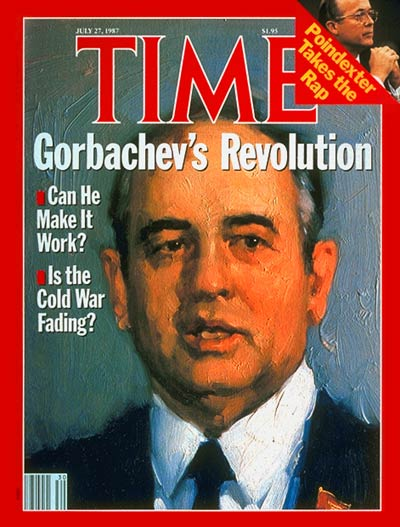 JULY 27, 1987
$1.95
Poindexter
Takes the
Rap
TIME
Gorbachev's Revolution
Can He
Make It
Work?
Is the
Cold War
Fading?
30